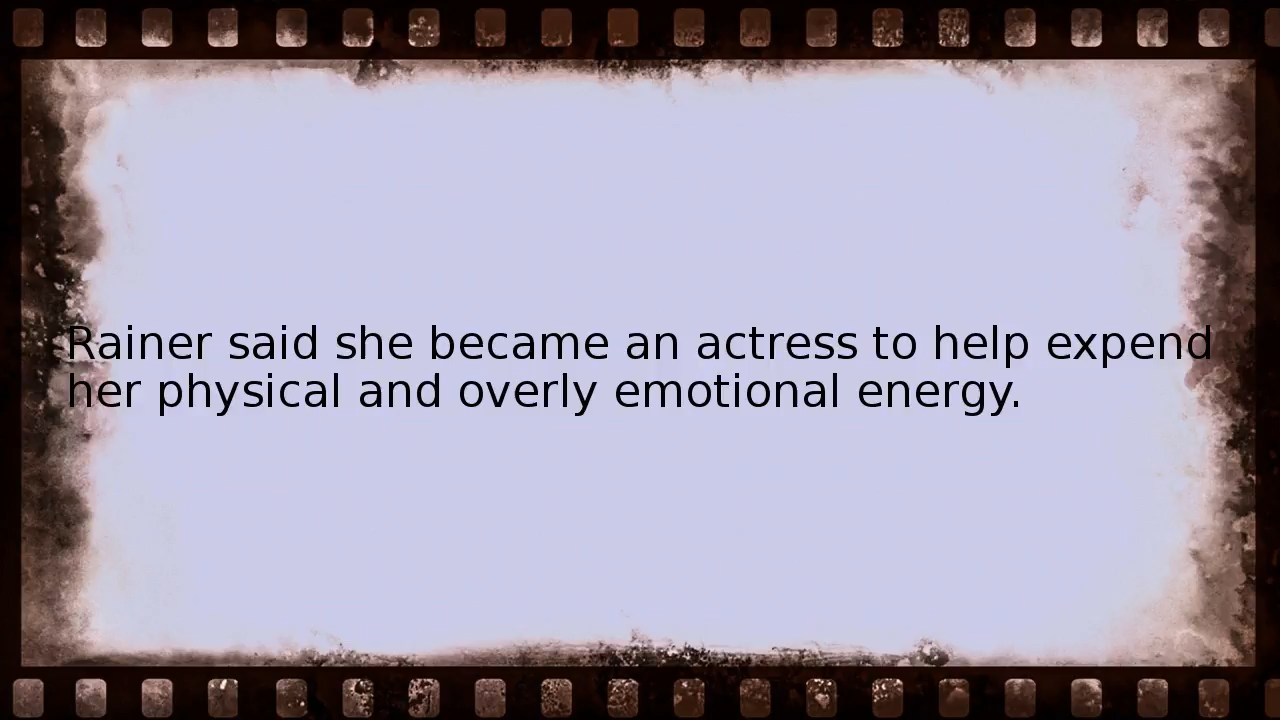 Rainer said she became an actress to help expend
her physical and overly emotional energy.